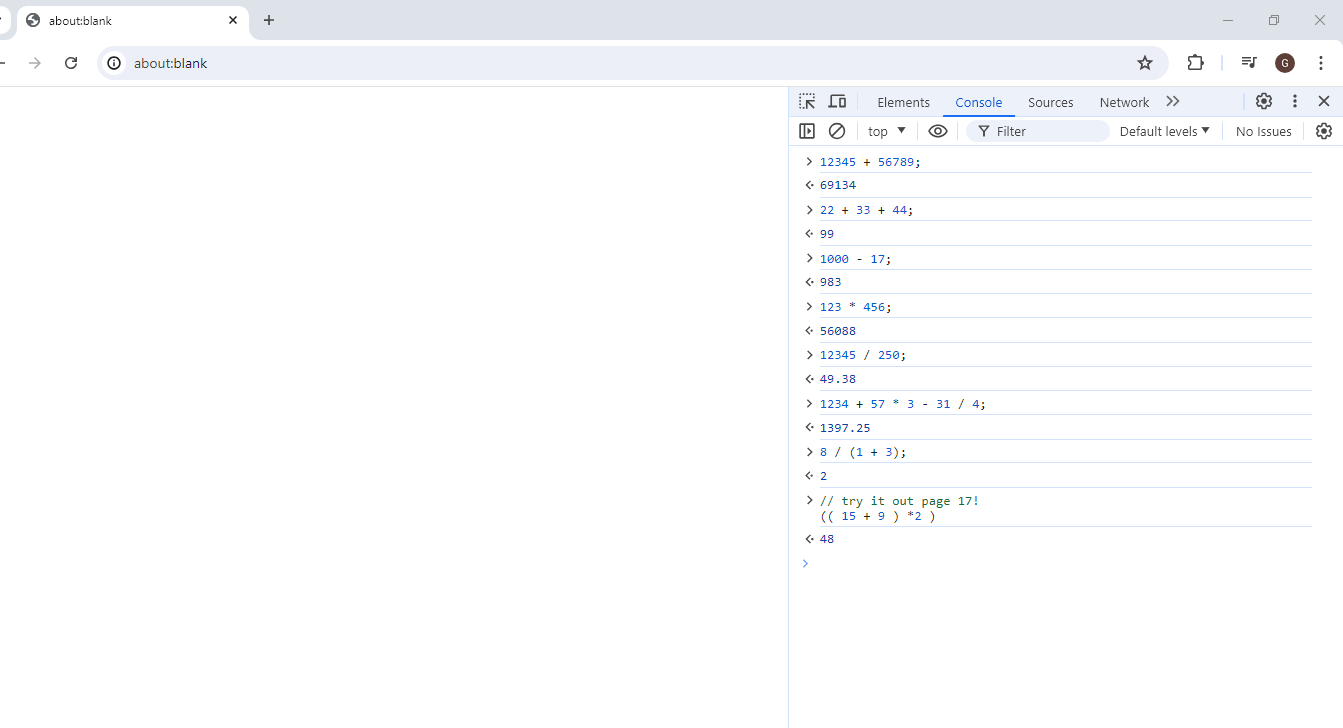 about:blank
about:blank
G
Elements Console Sources Network
top Filter Default levels No Issues
12345 + 56789;
69134
22 + 33 + 44;
99
1000 - 17;
983
123 * 456;
56088
12345 / 250;
49.38
1234 + 57 * 3 - 31 / 4;
1397.25
8 / (1 + 3);
2
// try it out page 17!
(( 15 + 9 ) *2 )
48